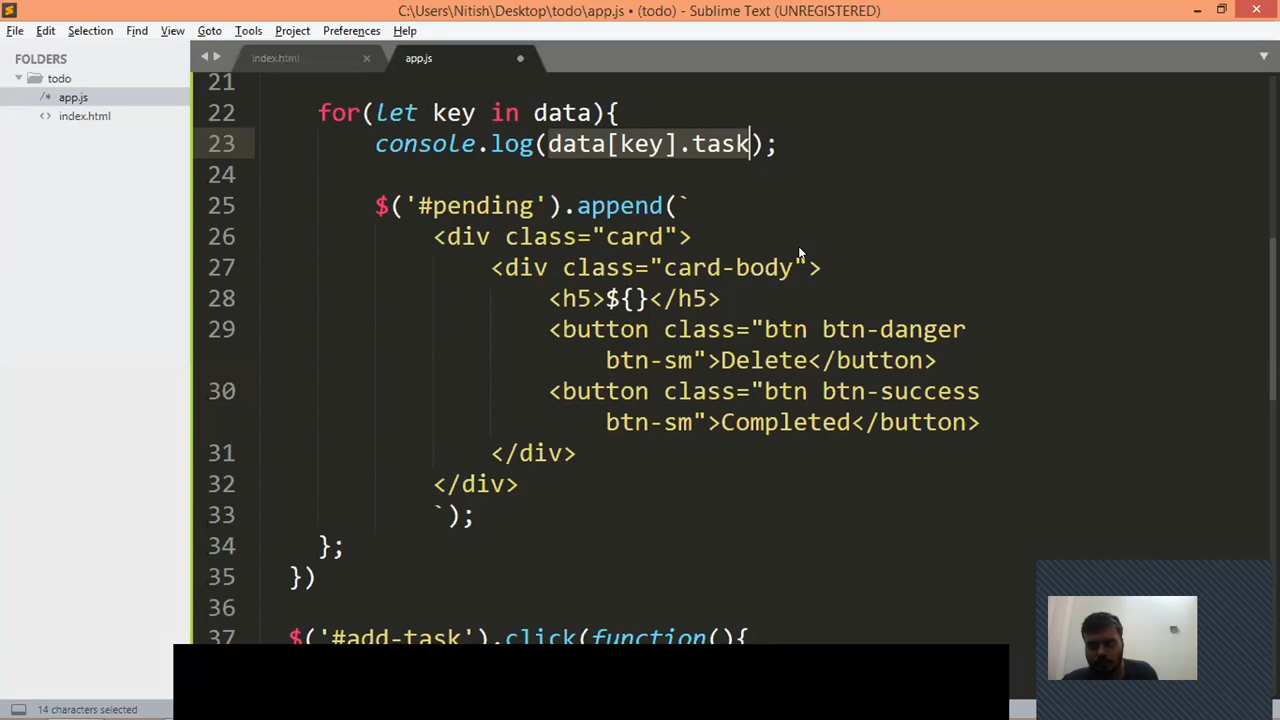 C:\Users\Nitish\Desktop\todo\app.js • (todo) - Sublime Text (UNREGISTERED)
File Edit Selection Find View Goto Tools Project Preferences Help
FOLDERS
todo
app.js
index.html
index.html
app.js
21
22 for(let key in data){
23 console.log(data[key].task);
24
25 $('#pending').append(`
26 <div class="card">
27 <div class="card-body">
28 <h5>${}</h5>
29 <button class="btn btn-danger
btn-sm">Delete</button>
30 <button class="btn btn-success
btn-sm">Completed</button>
31 </div>
32 </div>
33 `);
34 };
35 })
36
37 $('#add-task').click(function(){
14 characters selected